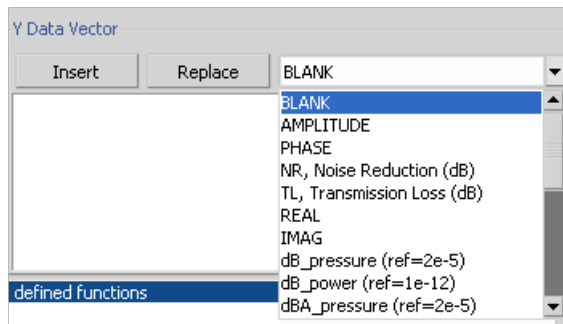 Y Data Vector
Insert
Replace
BLANK
BLANK
AMPLITUDE
PHASE
NR, Noise Reduction (dB)
TL, Transmission Loss (dB)
REAL
IMAG
dB_pressure (ref=2e-5)
dB_power (ref=1e-12)
dBA_pressure (ref=2e-5)
defined functions